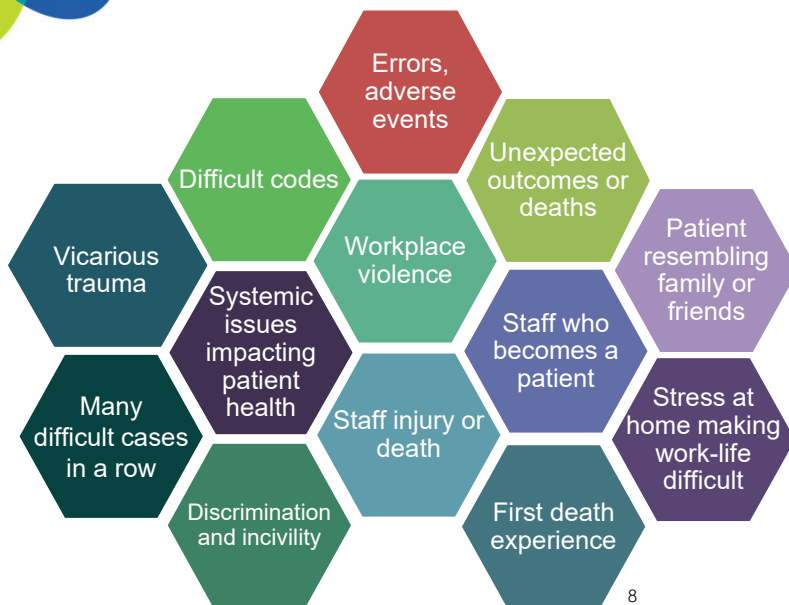 Errors,
adverse
events
Difficult codes
Unexpected
outcomes or
deaths
Vicarious
trauma
Workplace
violence
Patient
resembling
family or
friends
Systemic
issues
impacting
patient
health
Staff who
becomes a
patient
Many
difficult cases
in a row
Staff injury or
death
Stress at
home making
work-life
difficult
Discrimination
and incivility
First death
experience
8